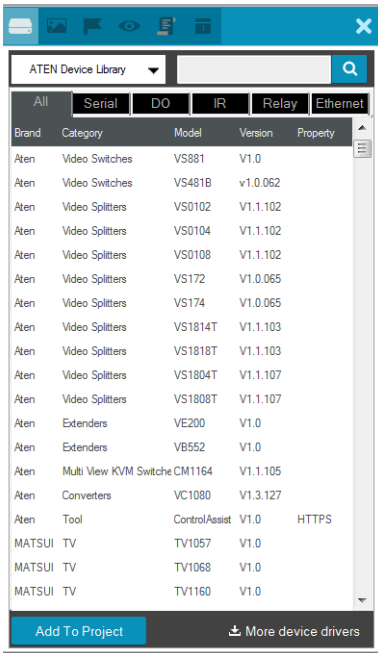 ATEN Device Library
All Serial DO IR Relay Ethernet
Brand Category Model Version Property
Aten Video Switches VS881 V1.0
Aten Video Switches VS481B v1.0.062
Aten Video Splitters VS0102 V1.1.102
Aten Video Splitters VS0104 V1.1.102
Aten Video Splitters VS0108 V1.1.102
Aten Video Splitters VS172 V1.0.065
Aten Video Splitters VS174 V1.0.065
Aten Video Splitters VS1814T V1.1.103
Aten Video Splitters VS1818T V1.1.103
Aten Video Splitters VS1804T V1.1.107
Aten Video Splitters VS1808T V1.1.107
Aten Extenders VE200 V1.0
Aten Extenders VB552 V1.0
Aten Multi View KVM Switche CM1164 V1.1.105
Aten Converters VC1080 V1.3.127
Aten Tool ControlAssist V1.0 HTTPS
MATSUI TV TV1057 V1.0
MATSUI TV TV1068 V1.0
MATSUI TV TV1160 V1.0
Add To Project More device drivers